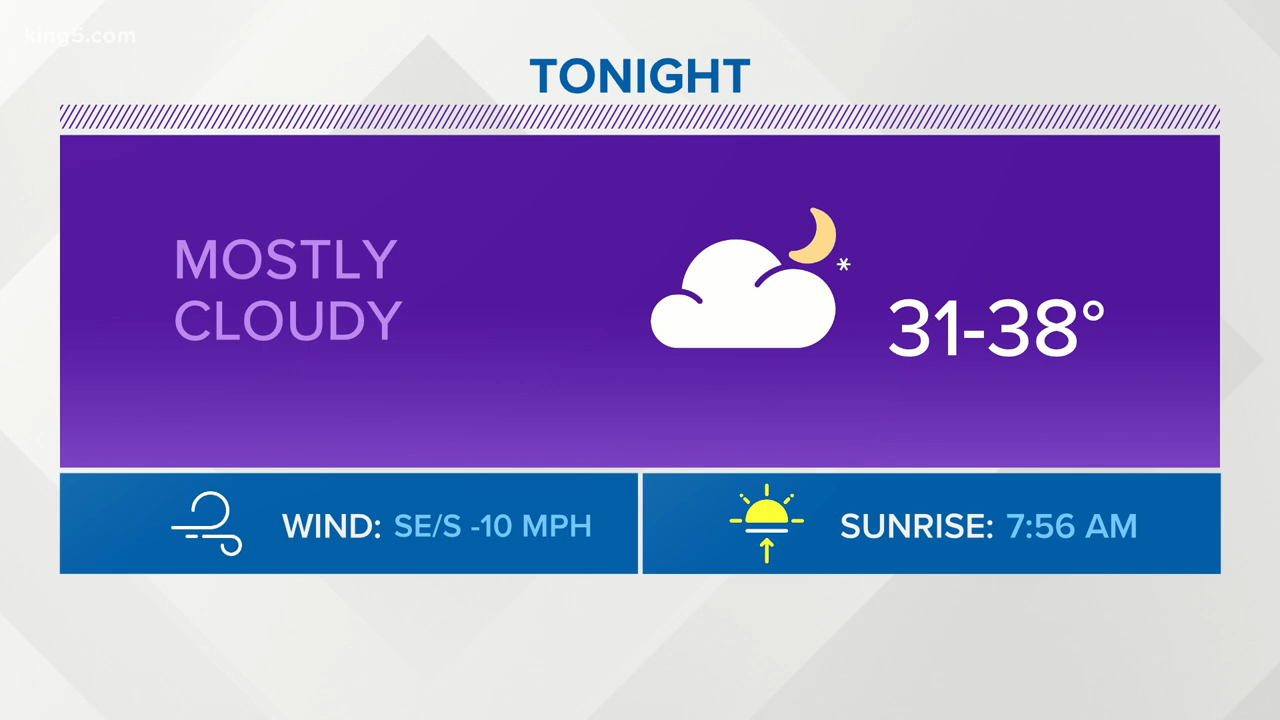 king5.com
TONIGHT
MOSTLY
CLOUDY
31-38°
WIND: SE/S -10 MPH
SUNRISE: 7:56 AM